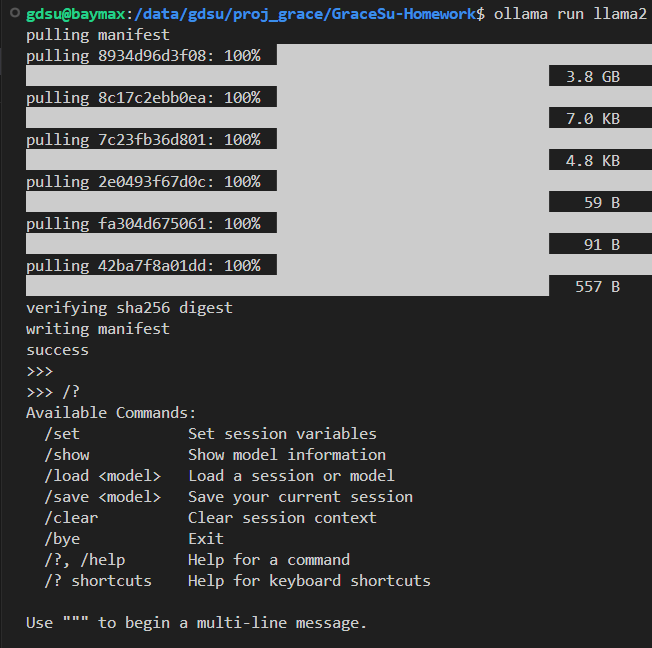 gdsu@baymax:/data/gdsu/proj_grace/GraceSu-Homework$ ollama run llama2
pulling manifest
pulling 8934d96d3f08: 100%
3.8 GB
pulling 8c17c2ebb0ea: 100%
7.0 KB
pulling 7c23fb36d801: 100%
4.8 KB
pulling 2e0493f67d0c: 100%
59 B
pulling fa304d675061: 100%
91 B
pulling 42ba7f8a01dd: 100%
557 B
verifying sha256 digest
writing manifest
success
>>>
>>> /?
Available Commands:
/set Set session variables
/show Show model information
/load <model> Load a session or model
/save <model> Save your current session
/clear Clear session context
/bye Exit
/?, /help Help for a command
/? shortcuts Help for keyboard shortcuts
Use """ to begin a multi-line message.